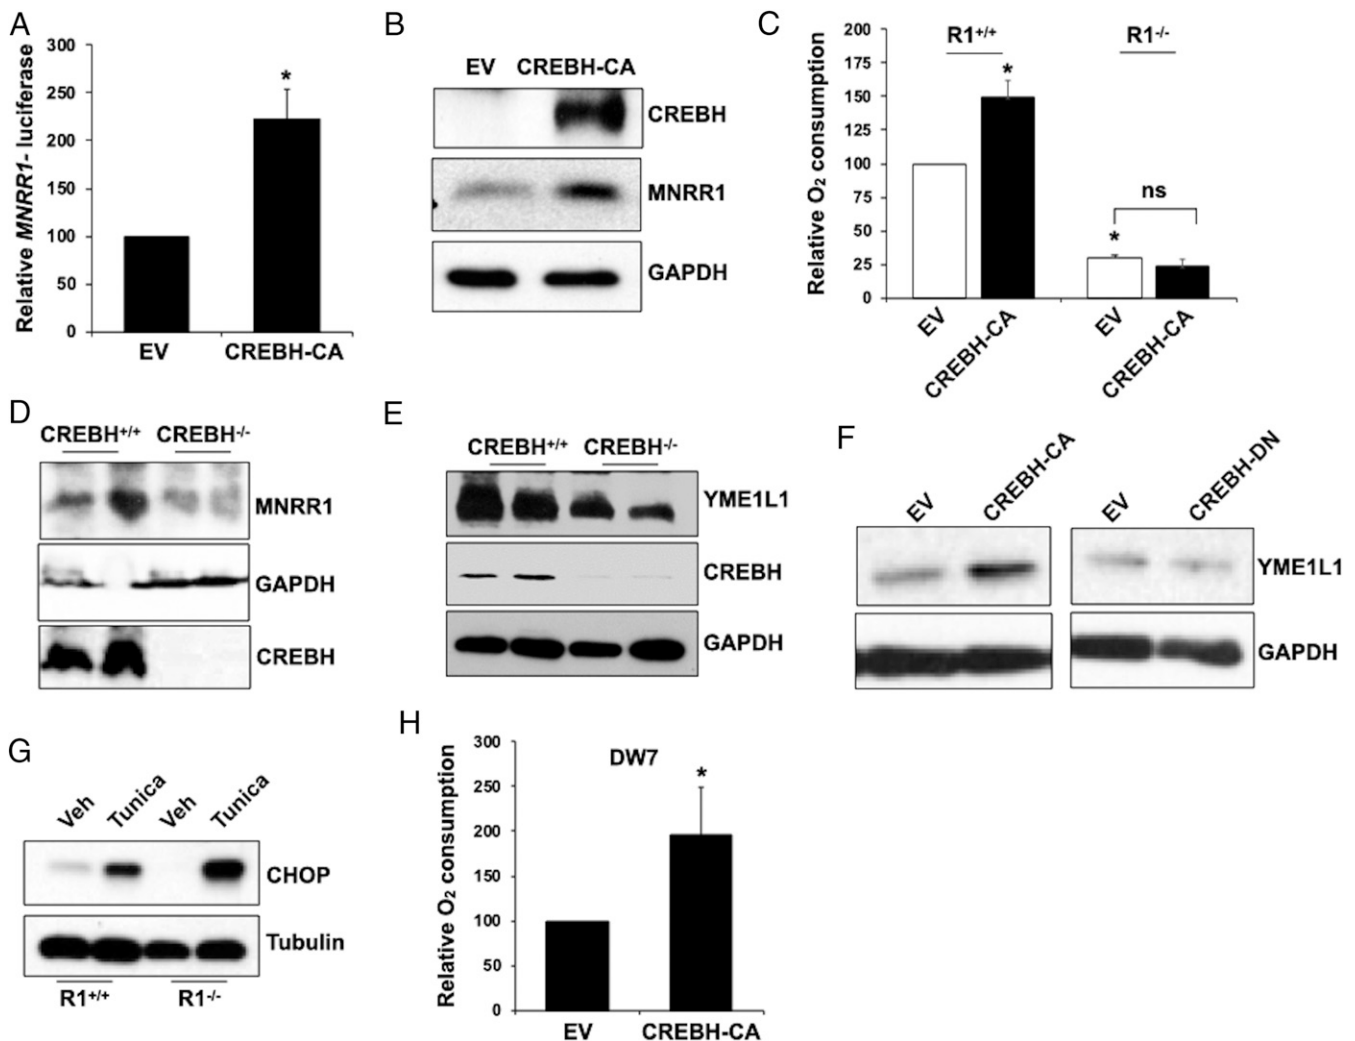 A
Relative MNRR1- luciferase
300
250
200
150
100
50
0
*
EV
CREBH-CA
B
EV CREBH-CA
CREBH
MNRR1
GAPDH
C
Relative O₂ consumption
200
175
150
125
100
75
50
25
0
R1+/+
R1-/-
*
ns
*
EV
CREBH-CA
EV
CREBH-CA
D
CREBH+/+ CREBH-/-
MNRR1
GAPDH
CREBH
E
CREBH+/+ CREBH-/-
YME1L1
CREBH
GAPDH
F
EV
CREBH-CA
EV
CREBH-DN
YME1L1
GAPDH
G
Veh
Tunica
Veh
Tunica
CHOP
Tubulin
R1+/+
R1-/-
H
Relative O₂ consumption
300
250
200
150
100
50
0
DW7
*
EV
CREBH-CA